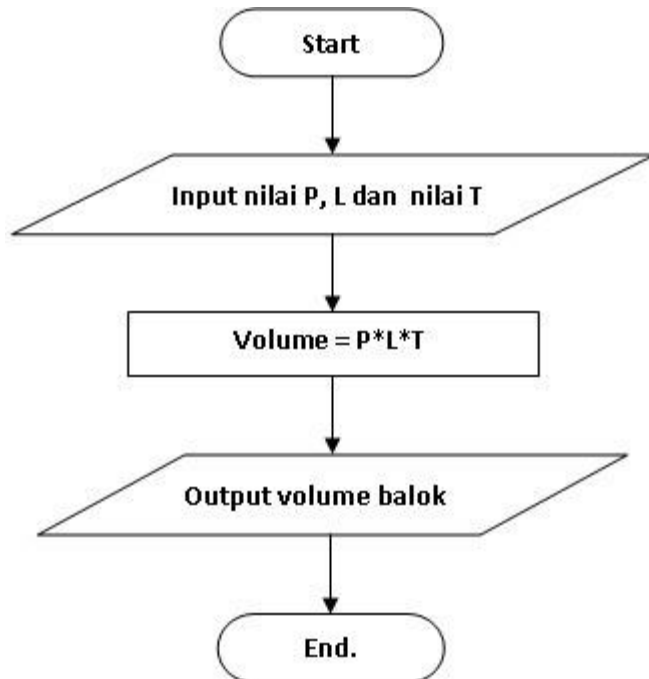 Start
Input nilai P, L dan nilai T
Volume = P*L*T
Output volume balok
End.